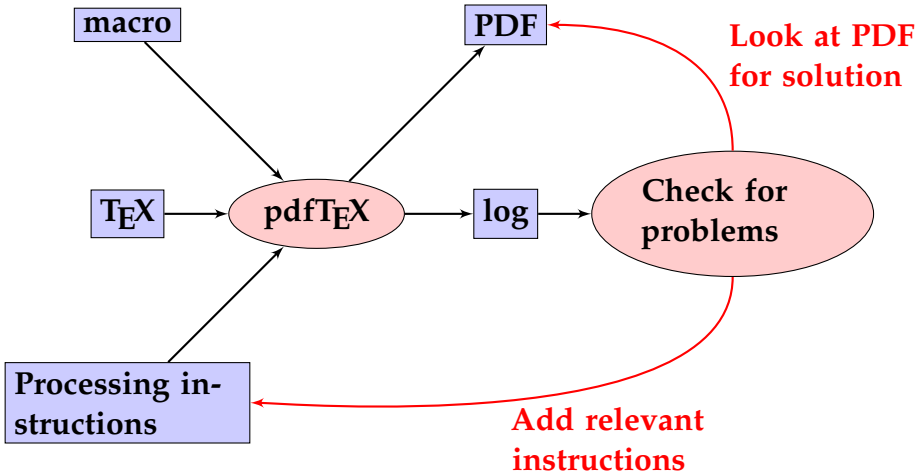 macro
PDF
Look at PDF
for solution
TEX
pdfTEX
log
Check for
problems
Processing in-
structions
Add relevant
instructions